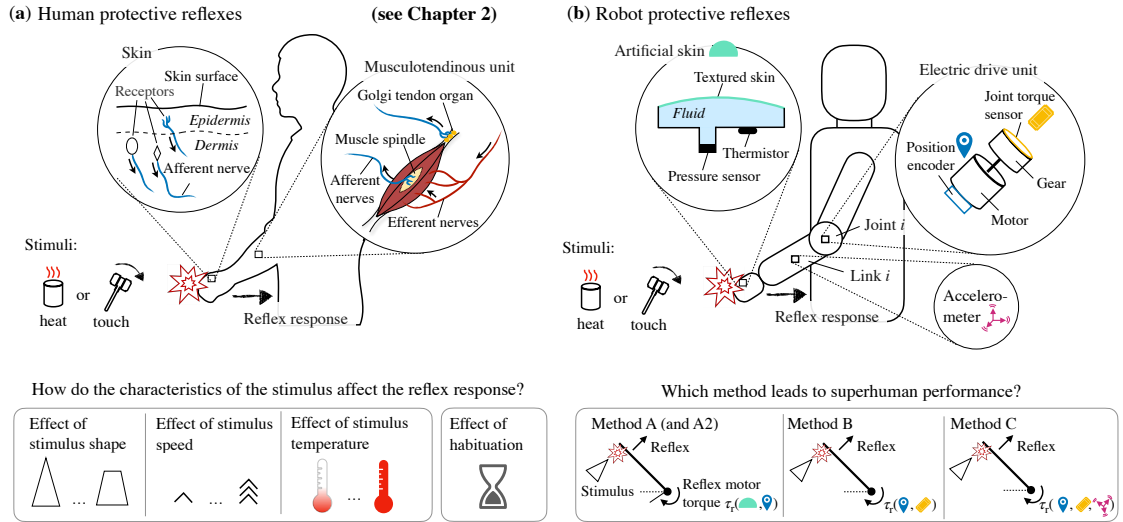 (a) Human protective reflexes
(see Chapter 2)
Skin
Skin surface
Receptors
Epidermis
Dermis
Afferent nerve
Musculotendinous unit
Golgi tendon organ
Muscle spindle
Afferent
nerves
Efferent nerves
Stimuli:
heat
or
touch
Reflex response
How do the characteristics of the stimulus affect the reflex response?
Effect of
stimulus shape
...
Effect of stimulus
speed
...
Effect of stimulus
temperature
...
Effect of
habituation
(b) Robot protective reflexes
Artificial skin
Textured skin
Fluid
Thermistor
Pressure sensor
Electric drive unit
Joint torque
sensor
Position
encoder
Gear
Motor
Joint i
Link i
Accelero-
meter
Stimuli:
heat
or
touch
Reflex response
Which method leads to superhuman performance?
Method A (and A2)
Reflex
Stimulus
Reflex motor
torque τr( , )
Method B
Reflex
τr( , )
Method C
Reflex
τr( , , )